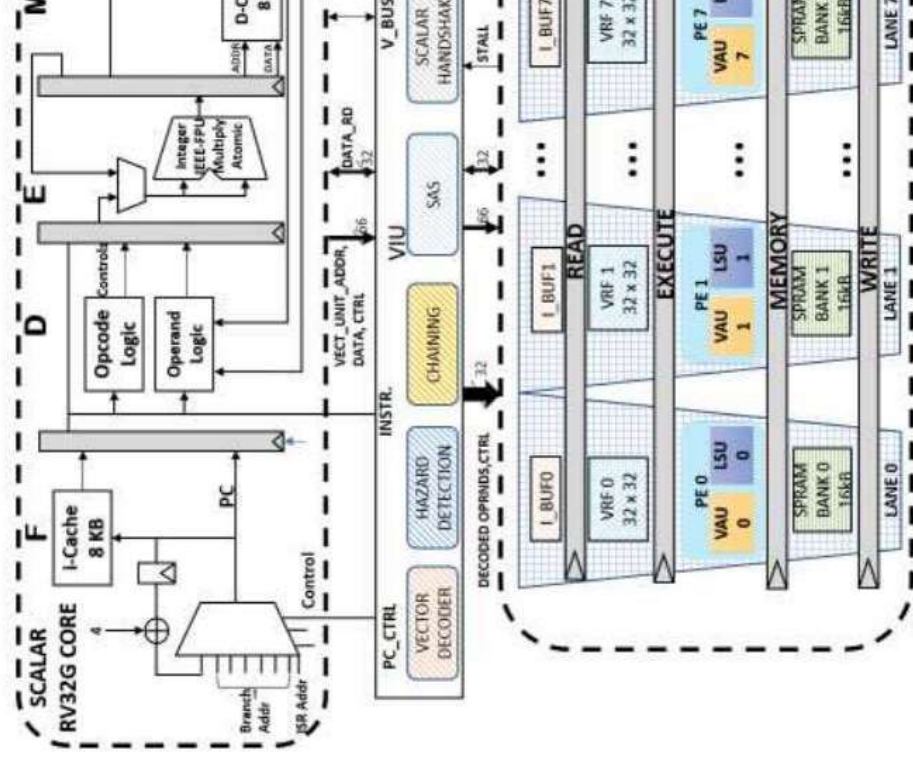 SCALAR
RV32G CORE
F
D
E
M
4
I-Cache
8 KB
PC
Branch
Addr
ISR Addr
Control
Opcode
Logic
Operand
Logic
Controls
Integer
IEEE-FPU
Multiply
Atomic
ADDR
DATA
8
PC_CTRL
INSTR.
VECT_UNIT_ADDR,
DATA, CTRL
66
DATA_RD
32
VIU
V_BUS
VECTOR
DECODER
HAZARD
DETECTION
CHAINING
SAS
SCALAR
DECODED OPRNDS,CTRL
32
66
32
STALL
I_BUF0
I_BUF1
...
I_BUF7
READ
VRF 0
32 x 32
VRF 1
32 x 32
...
VRF 7
EXECUTE
PE 0
VAU
0
LSU
0
PE 1
VAU
1
LSU
1
...
PE 7
VAU
7
MEMORY
SPRAM
BANK 0
16kB
SPRAM
BANK 1
16kB
...
SPRAM
16kB
WRITE
LANE 0
LANE 1